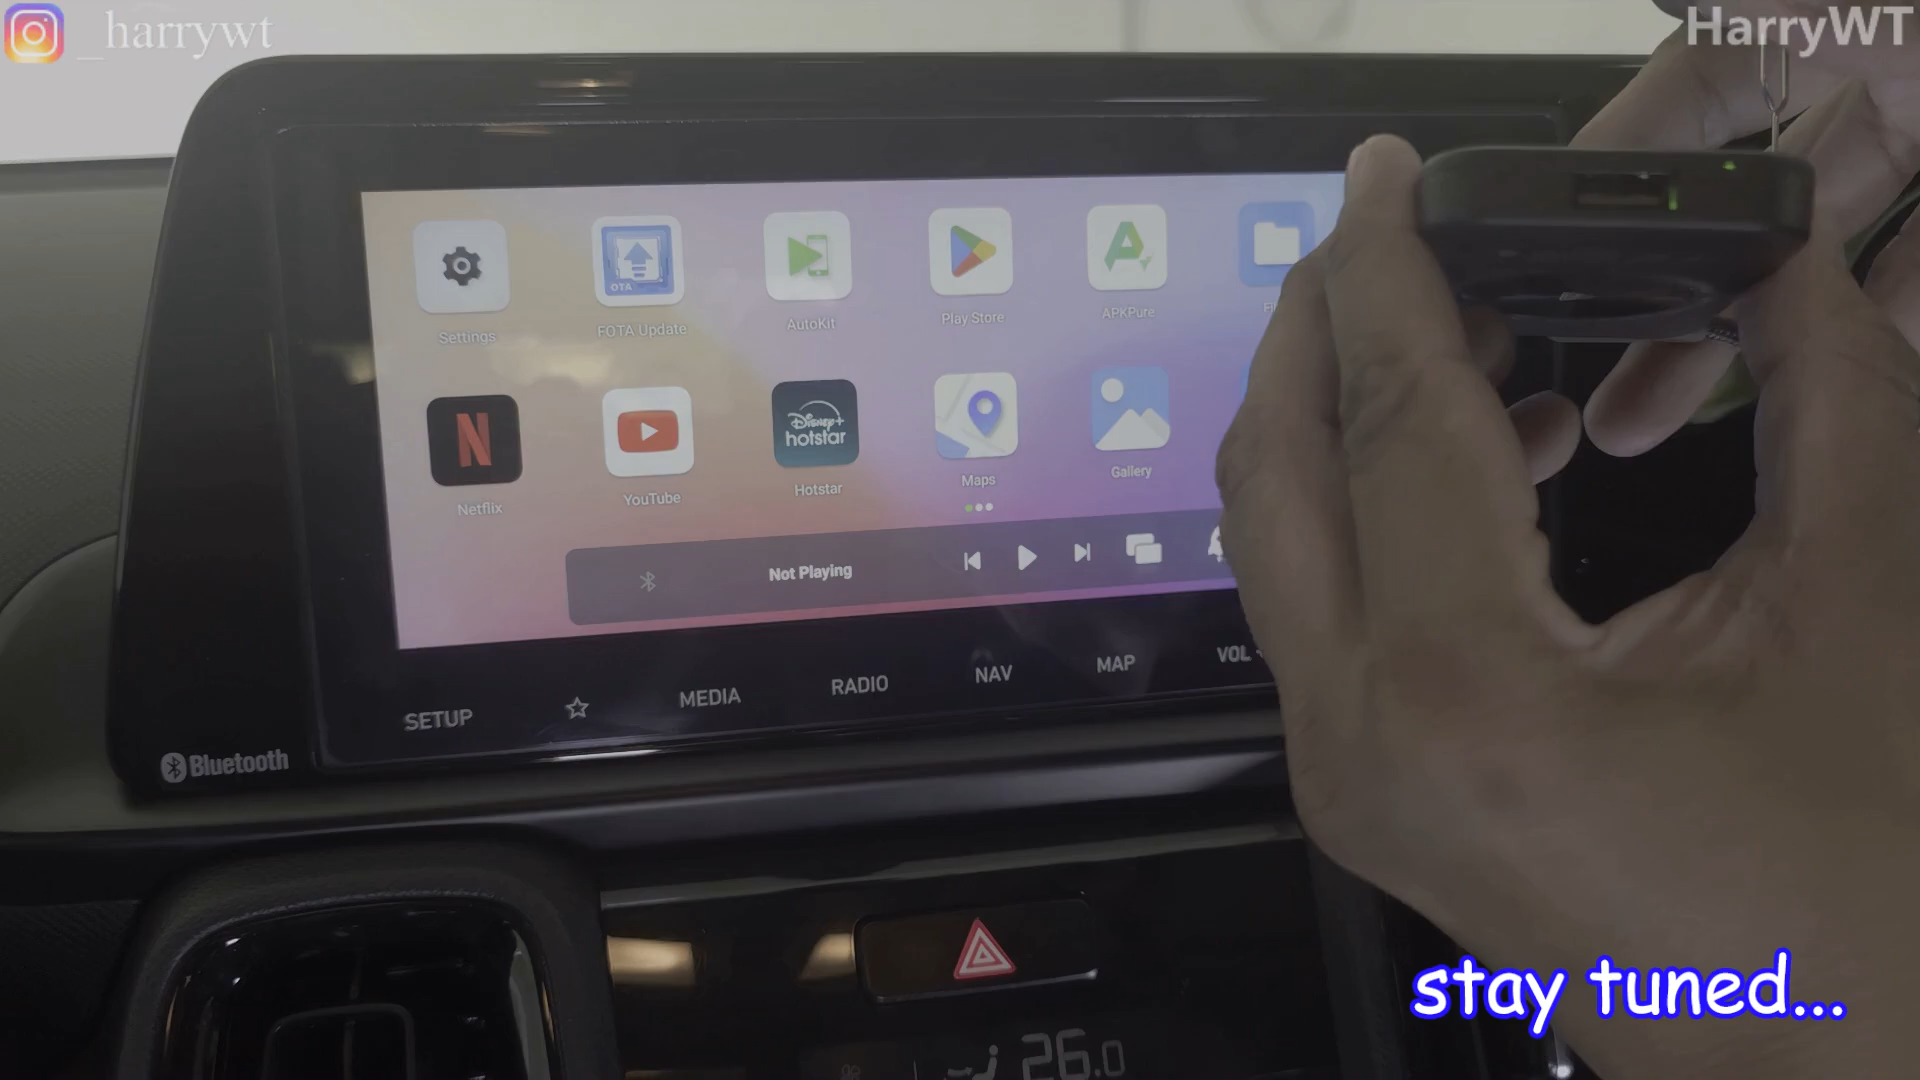 _harrywt
HarryWT
Settings
OTA
FOTA Update
AutoKit
Play Store
APKPure
N
Netflix
YouTube
Disney+
hotstar
Hotstar
Maps
Gallery
Not Playing
SETUP
MEDIA
RADIO
NAV
MAP
VOL
Bluetooth
26.0
stay tuned...